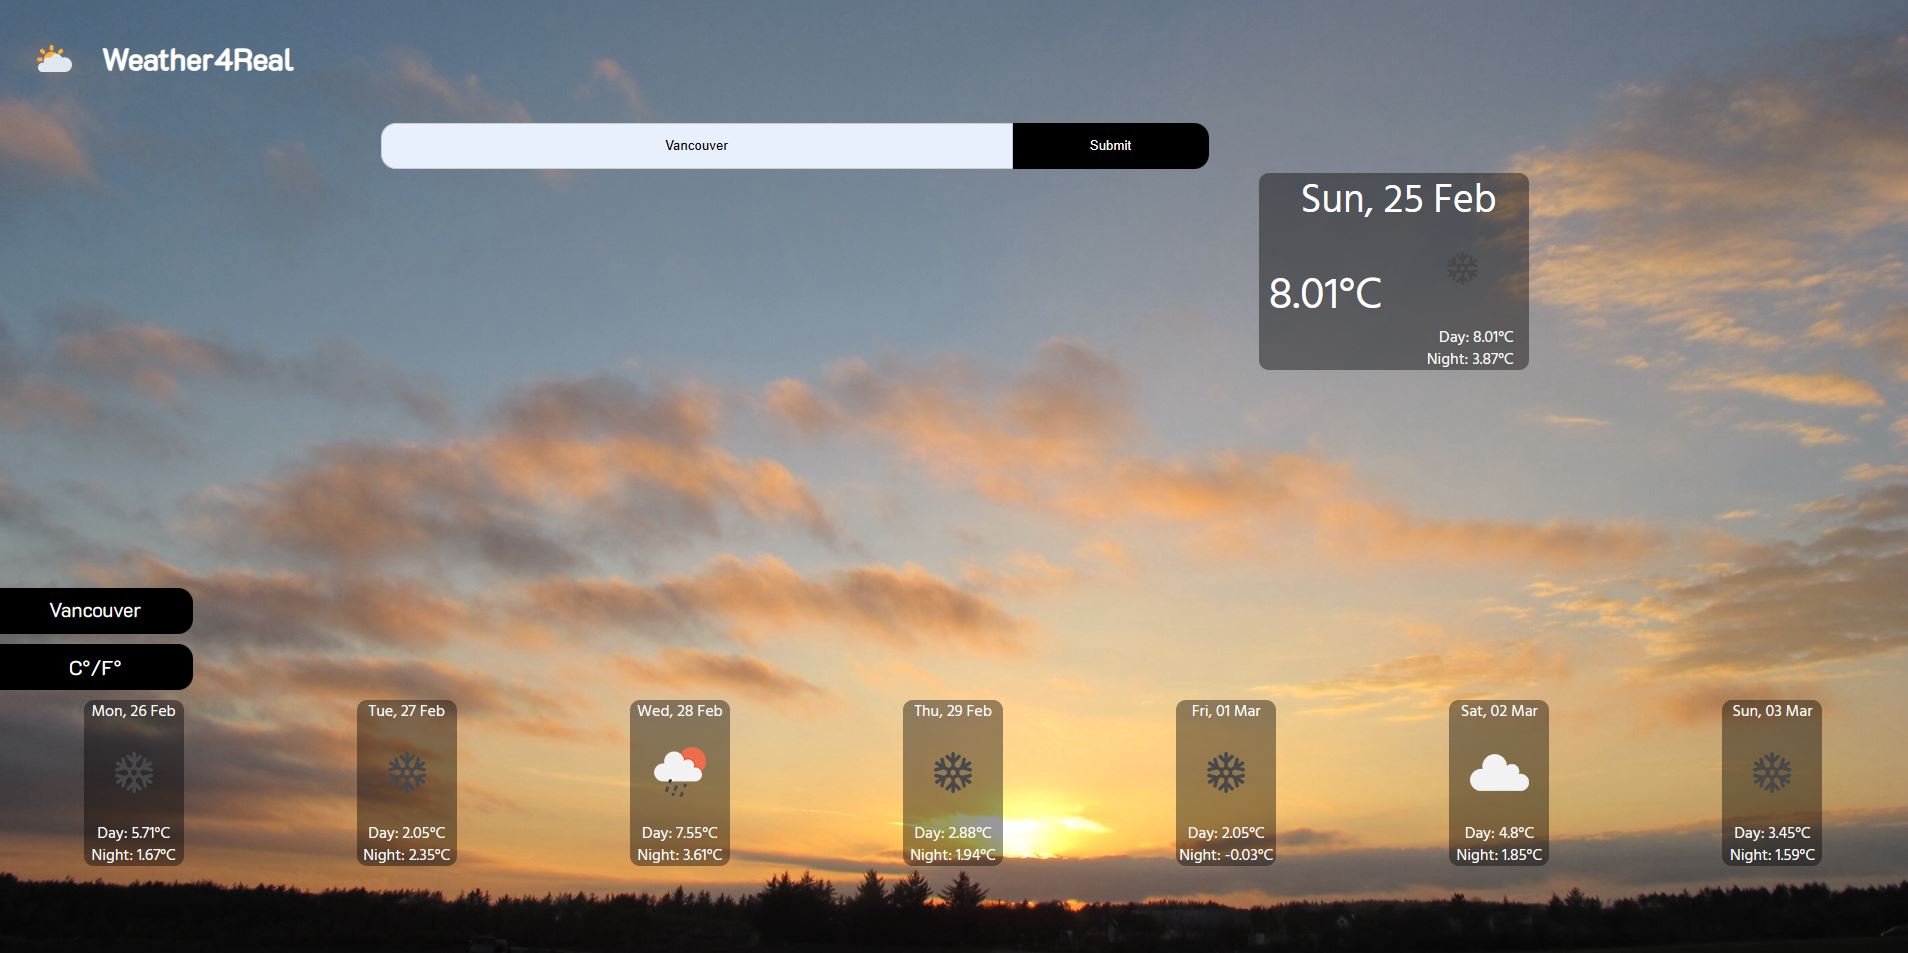 Weather4Real
Vancouver
Submit
Sun, 25 Feb
8.01°C
Day: 8.01°C
Night: 3.87°C
Vancouver
C°/F°
Mon, 26 Feb
Day: 5.71°C
Night: 1.67°C
Tue, 27 Feb
Day: 2.05°C
Night: 2.35°C
Wed, 28 Feb
Day: 7.55°C
Night: 3.61°C
Thu, 29 Feb
Day: 2.88°C
Night: 1.94°C
Fri, 01 Mar
Day: 2.05°C
Night: -0.03°C
Sat, 02 Mar
Day: 4.8°C
Night: 1.85°C
Sun, 03 Mar
Day: 3.45°C
Night: 1.59°C